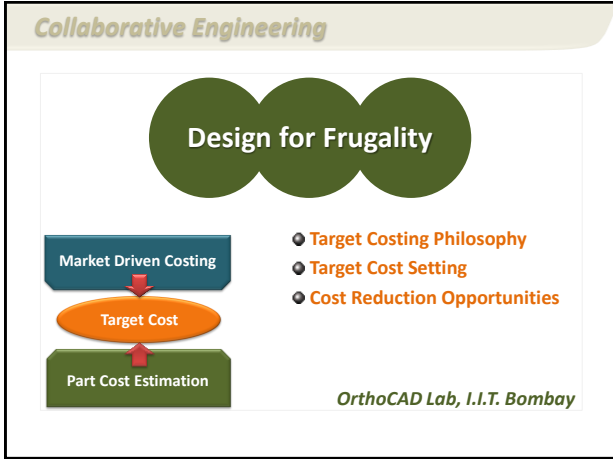 Collaborative Engineering
Design for Frugality
Market Driven Costing
Target Cost
Part Cost Estimation
Target Costing Philosophy
Target Cost Setting
Cost Reduction Opportunities
OrthoCAD Lab, I.I.T. Bombay